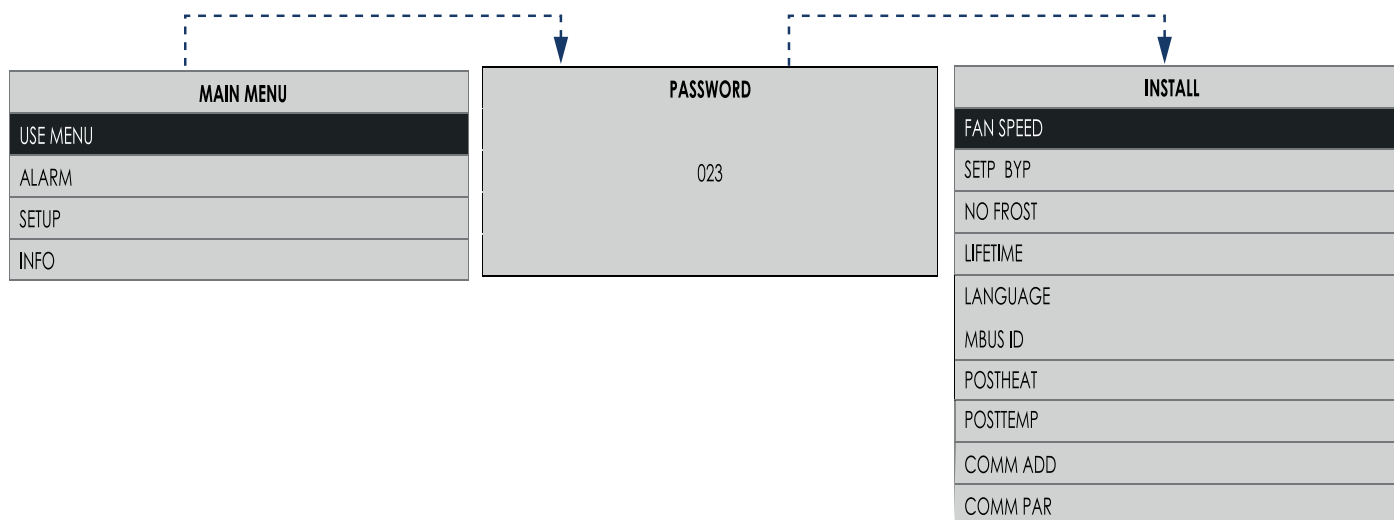 MAIN MENU
USE MENU
ALARM
SETUP
INFO
PASSWORD
023
INSTALL
FAN SPEED
SETP BYP
NO FROST
LIFETIME
LANGUAGE
MBUS ID
POSTHEAT
POSTTEMP
COMM ADD
COMM PAR